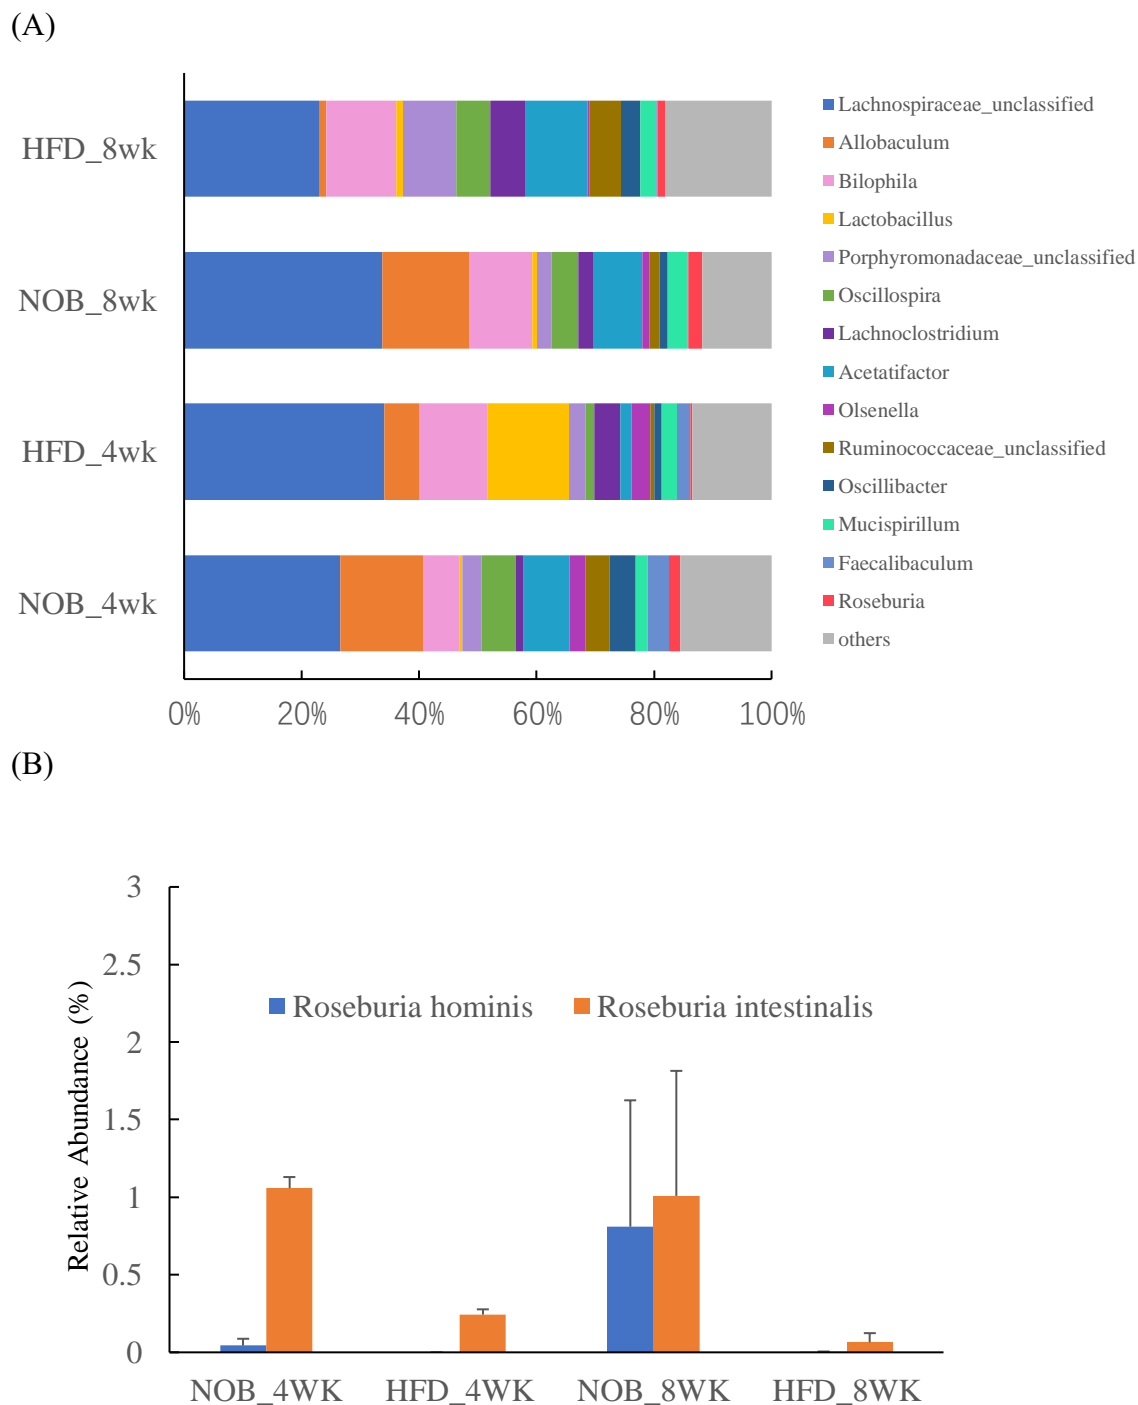 (A)
HFD_8wk
NOB_8wk
HFD_4wk
NOB_4wk
0% 20% 40% 60% 80% 100%
Lachnospiraceae_unclassified
Allobaculum
Bilophila
Lactobacillus
Porphyromonadaceae_unclassified
Oscillospira
Lachnoclostridium
Acetatifactor
Olsenella
Ruminococcaceae_unclassified
Oscillibacter
Mucispirillum
Faecalibaculum
Roseburia
others
(B)
Relative Abundance (%)
3
2.5
2
1.5
1
0.5
0
Roseburia hominis Roseburia intestinalis
NOB_4WK HFD_4WK NOB_8WK HFD_8WK